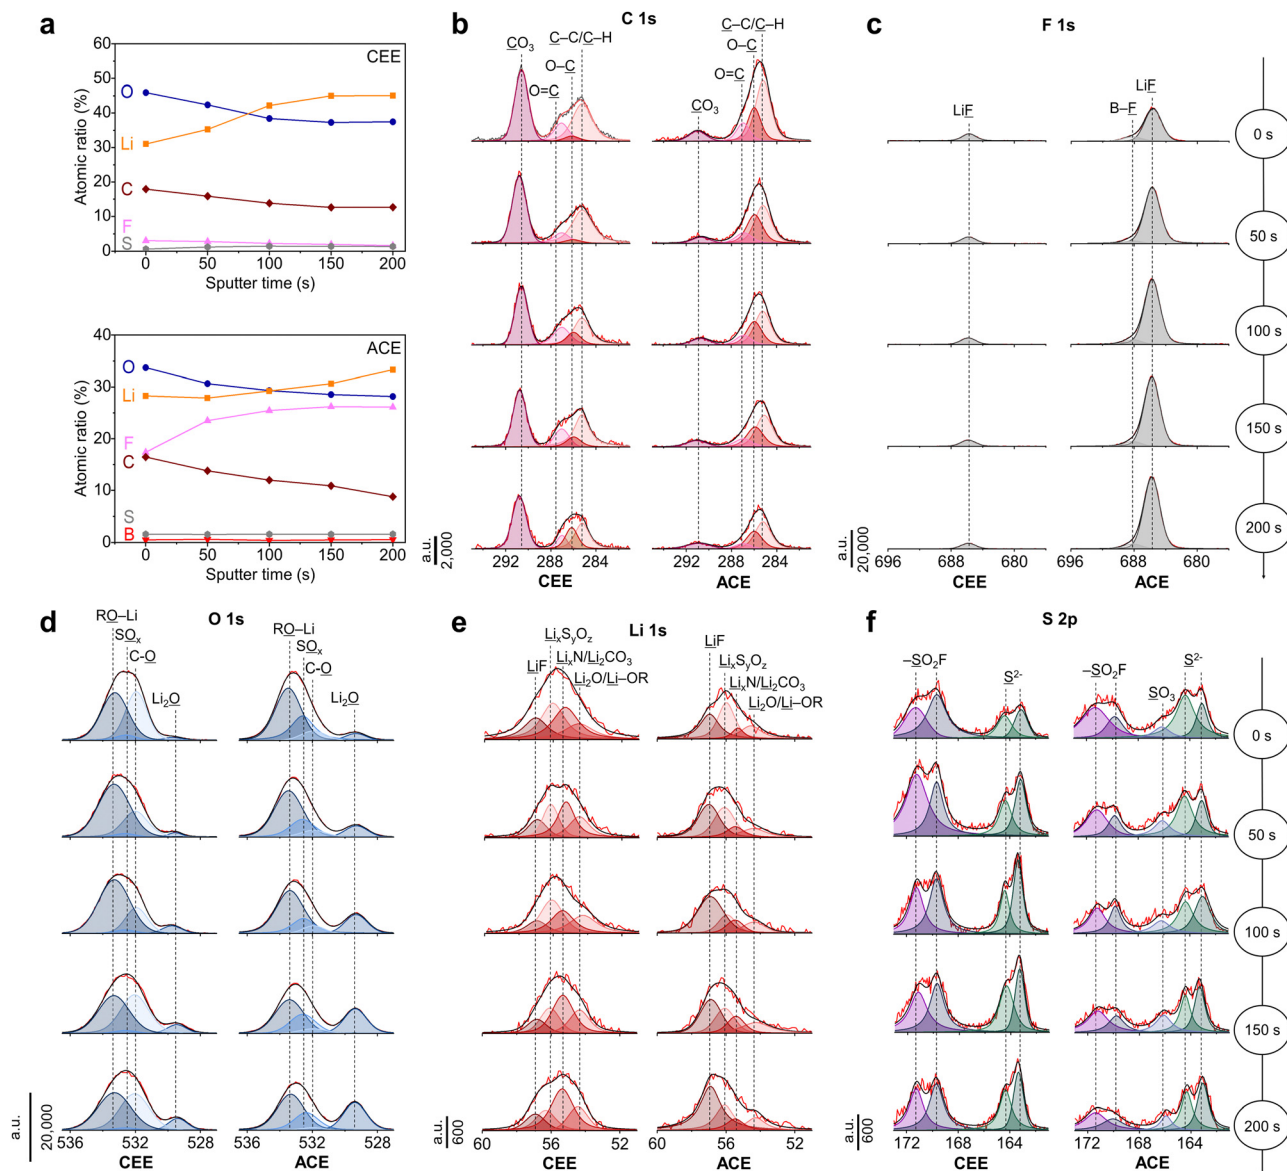 a
60
50
40
30
20
10
0
Atomic ratio (%)
CEE
O
Li
C
F
S
0 50 100 150 200
Sputter time (s)
40
30
20
10
0
Atomic ratio (%)
ACE
O
Li
F
C
S
B
0 50 100 150 200
Sputter time (s)
b
C 1s
CO₃
O=C
O–C
C–C/C–H
CO₃
O=C
O–C
C–C/C–H
a.u.
2,000
292 288 284
292 288 284
CEE
ACE
c
F 1s
LiF
B–F
LiF
a.u.
20,000
696 688 680
696 688 680
CEE
ACE
0 s
50 s
100 s
150 s
200 s
d
O 1s
RO–Li
SOₓ
C-O
Li₂O
RO–Li
SOₓ
C-O
Li₂O
a.u.
20,000
536 532 528
536 532 528
CEE
ACE
e
Li 1s
LiF
LiₓSᵧO_z
LiₓN/Li₂CO₃
Li₂O/Li–OR
LiF
LiₓSᵧO_z
LiₓN/Li₂CO₃
Li₂O/Li–OR
a.u.
600
60 56 52
60 56 52
CEE
ACE
f
S 2p
–SO₂F
S²⁻
–SO₂F
SO₃
S²⁻
a.u.
600
172 168 164
172 168 164
CEE
ACE
0 s
50 s
100 s
150 s
200 s